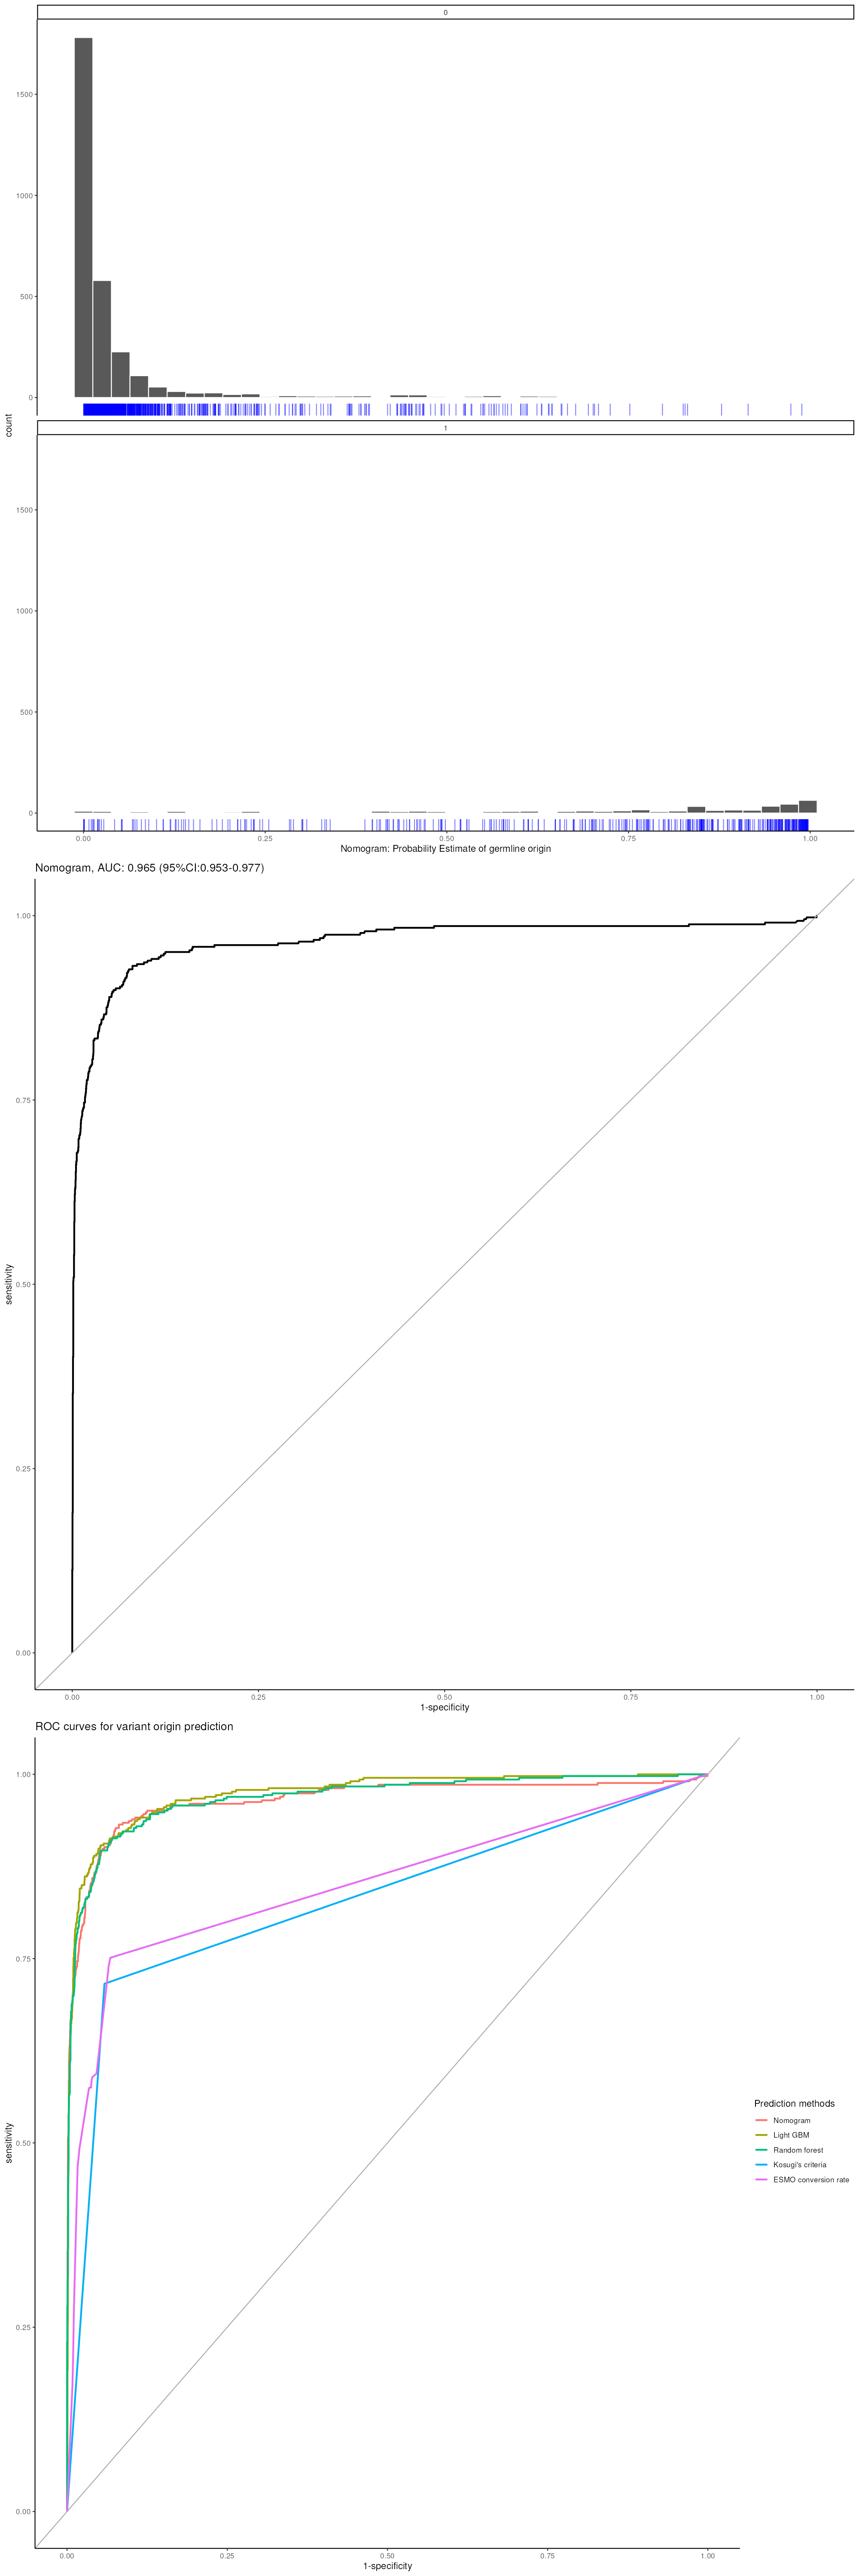 0
1500
1000
500
0
count
1
1500
1000
500
0
0.00 0.25 0.50 0.75 1.00
Nomogram: Probability Estimate of germline origin
Nomogram, AUC: 0.965 (95%CI:0.953-0.977)
1.00
0.75
0.50
0.25
0.00
sensitivity
0.00 0.25 0.50 0.75 1.00
1-specificity
ROC curves for variant origin prediction
1.00
0.75
0.50
0.25
0.00
sensitivity
0.00 0.25 0.50 0.75 1.00
1-specificity
Prediction methods
Nomogram
Light GBM
Random forest
Kosugi's criteria
ESMO conversion rate